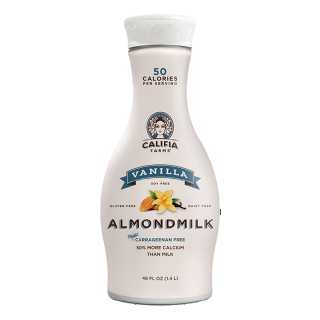 50
CALORIES
PER SERVING
CALIFIA
FARMS
VANILLA
SOY FREE
GLUTEN FREE DAIRY FREE
ALMONDMILK
CARRAGEENAN FREE
50% MORE CALCIUM
THAN MILK
48 FL OZ (1.4 L)